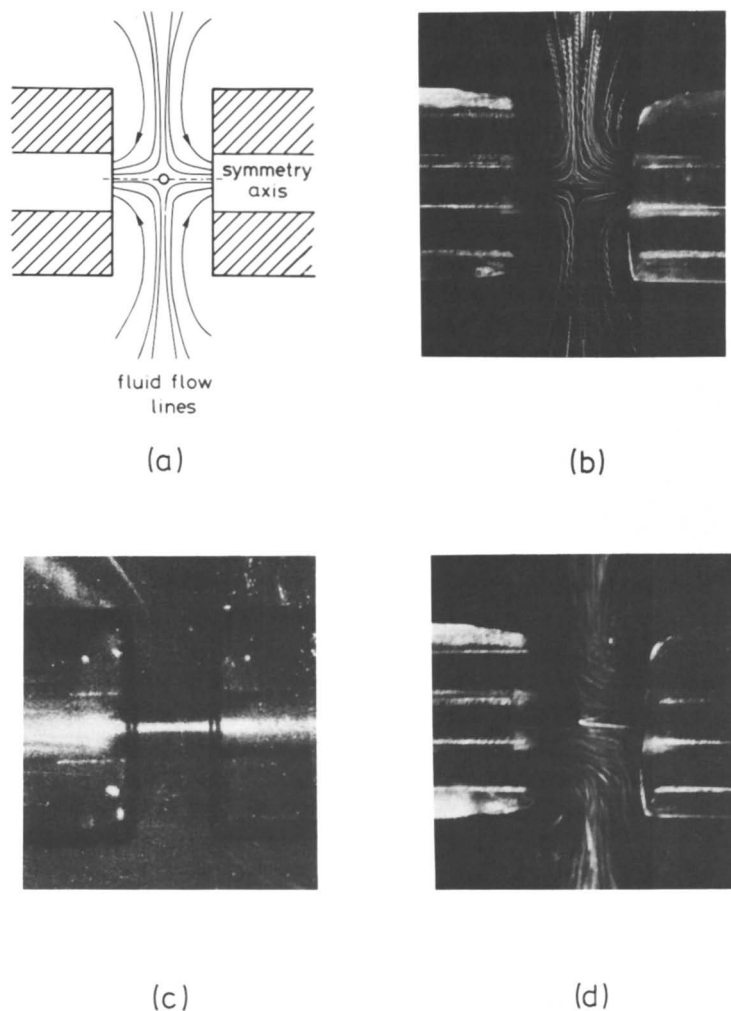 symmetry
axis
fluid flow
lines
(a)
(b)
(c)
(d)